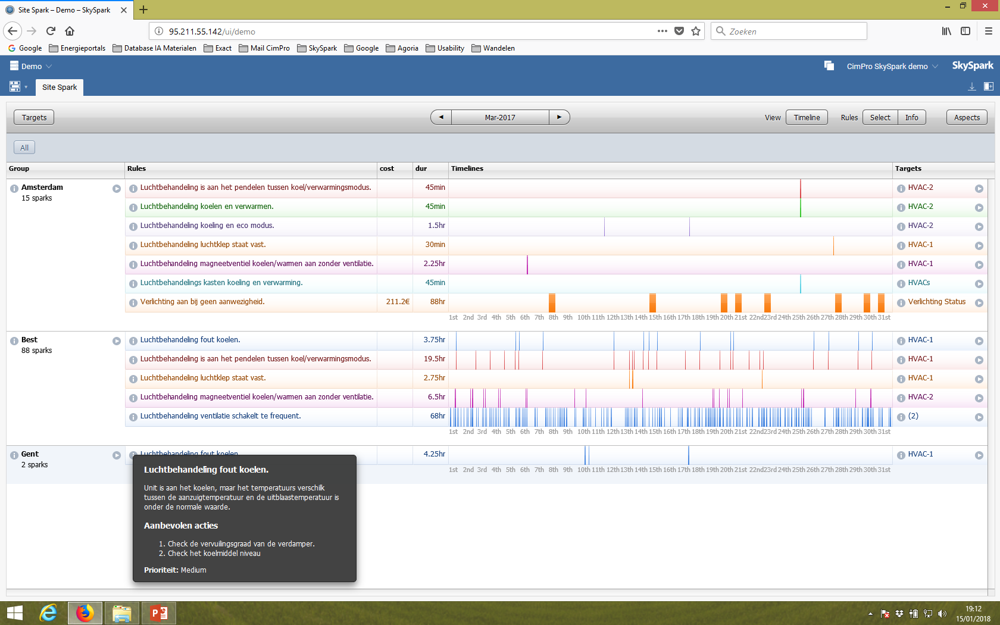 Site Spark – Demo – SkySpark
95.211.55.142/ui/demo
Zoeken
Google
Energieportals
Database IA Materialen
Exact
Mail CimPro
SkySpark
Google
Agoria
Usability
Wandelen
Demo
CimPro SkySpark demo
SkySpark
Site Spark
Targets
Mar-2017
View
Timeline
Rules
Select
Info
Aspects
All
Group
Rules
cost
dur
Timelines
Targets
Amsterdam
15 sparks
Luchtbehandeling is aan het pendelen tussen koel/verwarmingsmodus. 45min HVAC-2
Luchtbehandeling koelen en verwarmen. 45min HVAC-2
Luchtbehandeling koeling en eco modus. 1.5hr HVAC-2
Luchtbehandeling luchtklep staat vast. 30min HVAC-1
Luchtbehandeling magneetventiel koelen/warmen aan zonder ventilatie. 2.25hr HVAC-1
Luchtbehandelings kasten koeling en verwarming. 45min HVACs
Verlichting aan bij geen aanwezigheid. 211.2€ 88hr Verlichting Status
1st 2nd 3rd 4th 5th 6th 7th 8th 9th 10th 11th 12th 13th 14th 15th 16th 17th 18th 19th 20th 21st 22nd 23rd 24th 25th 26th 27th 28th 29th 30th 31st
Best
88 sparks
Luchtbehandeling fout koelen. 3.75hr HVAC-1
Luchtbehandeling is aan het pendelen tussen koel/verwarmingsmodus. 19.5hr HVAC-1
Luchtbehandeling luchtklep staat vast. 2.75hr HVAC-1
Luchtbehandeling magneetventiel koelen/warmen aan zonder ventilatie. 6.5hr HVAC-2
Luchtbehandeling ventilatie schakelt te frequent. 68hr (2)
1st 2nd 3rd 4th 5th 6th 7th 8th 9th 10th 11th 12th 13th 14th 15th 16th 17th 18th 19th 20th 21st 22nd 23rd 24th 25th 26th 27th 28th 29th 30th 31st
Gent
2 sparks
Luchtbehandeling fout koelen. 4.25hr HVAC-1
1st 2nd 3rd 4th 5th 6th 7th 8th 9th 10th 11th 12th 13th 14th 15th 16th 17th 18th 19th 20th 21st 22nd 23rd 24th 25th 26th 27th 28th 29th 30th 31st
Luchtbehandeling fout koelen.
Unit is aan het koelen, maar het temperatuurs verschilk
tussen de aanzuigtemperatuur en de uitblaastemperatuur is
onder de normale waarde.
Aanbevolen acties
1. Check de vervuilingsgraad van de verdamper.
2. Check het koelmiddel niveau
Prioriteit: Medium
19:12
15/01/2018